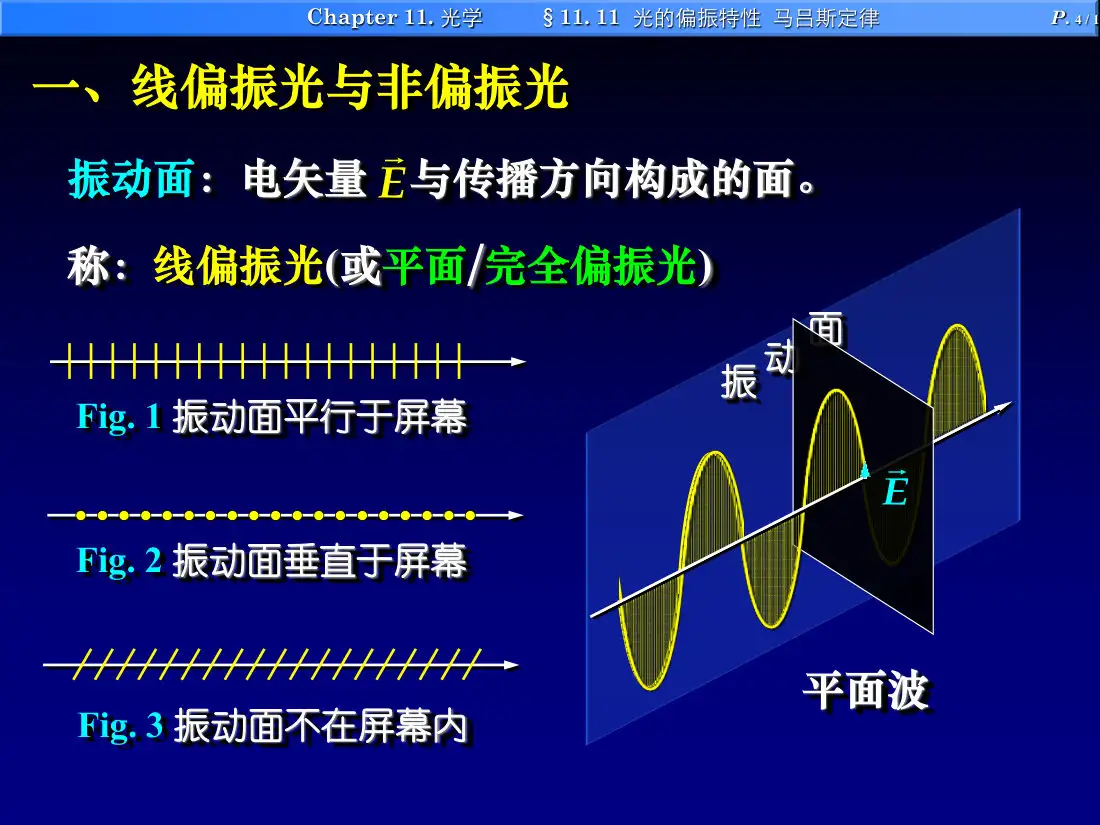 Chapter 11. 光学 § 11. 11 光的偏振特性 马吕斯定律 P. 4 / 1
一、线偏振光与非偏振光
振动面：电矢量 E⃗ 与传播方向构成的面。
称：线偏振光(或平面/完全偏振光)
Fig. 1 振动面平行于屏幕
Fig. 2 振动面垂直于屏幕
Fig. 3 振动面不在屏幕内
振动面
E⃗
平面波